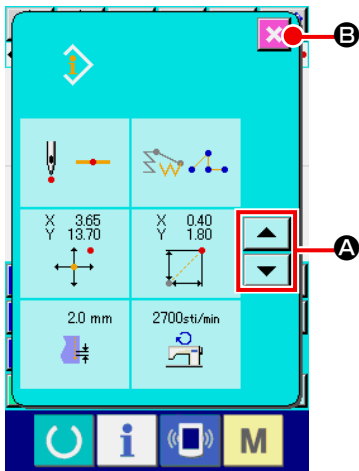 B
X 3.65
Y 13.70
X 0.40
Y 1.80
A
2.0 mm
2700sti/min
i
M